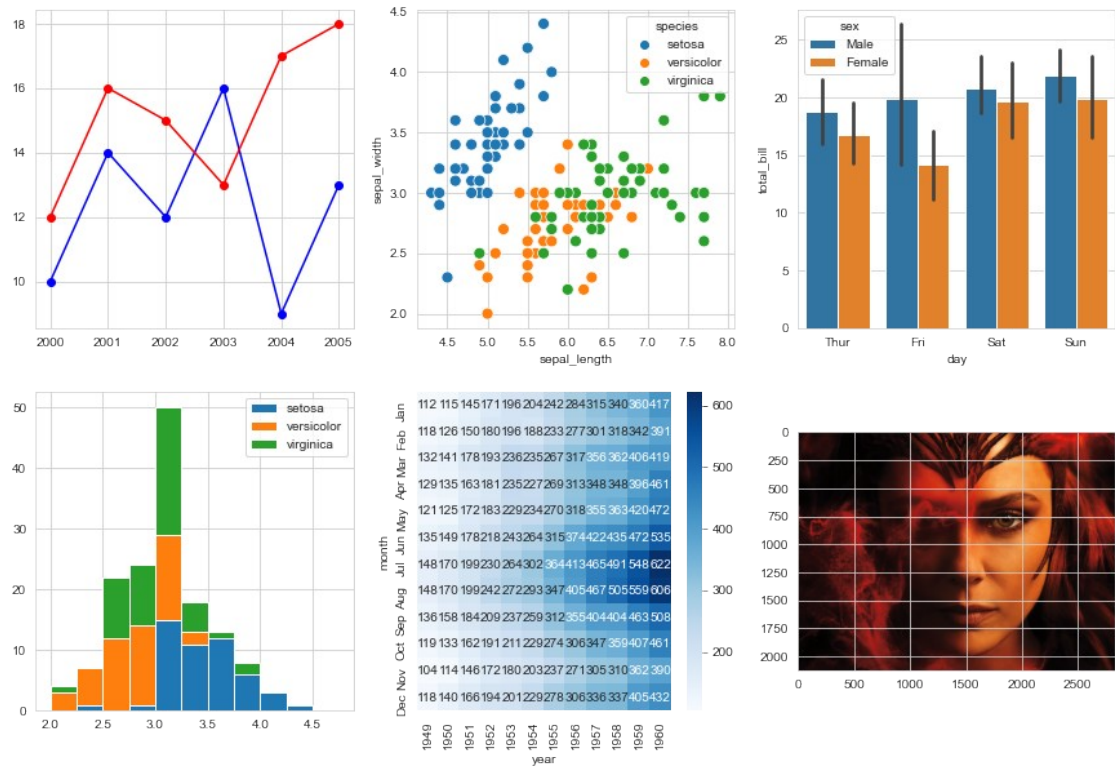 18
16
14
12
10
2000 2001 2002 2003 2004 2005
4.5
4.0
3.5
3.0
2.5
2.0
sepal_width
species
setosa
versicolor
virginica
4.5 5.0 5.5 6.0 6.5 7.0 7.5 8.0
sepal_length
25
20
15
10
5
0
total_bill
sex
Male
Female
Thur Fri Sat Sun
day
50
40
30
20
10
0
setosa
versicolor
virginica
2.0 2.5 3.0 3.5 4.0 4.5
month
Jan 112 115 145 171 196 204 242 284 315 340 360 417
Feb 118 126 150 180 196 188 233 277 301 318 342 391
Mar 132 141 178 193 236 235 267 317 356 362 406 419
Apr 129 135 163 181 235 227 269 313 348 348 396 461
May 121 125 172 183 229 234 270 318 355 363 420 472
Jun 135 149 178 218 243 264 315 374 422 435 472 535
Jul 148 170 199 230 264 302 364 413 465 491 548 622
Aug 148 170 199 242 272 293 347 405 467 505 559 606
Sep 136 158 184 209 237 259 312 355 404 404 463 508
Oct 119 133 162 191 211 229 274 306 347 359 407 461
Nov 104 114 146 172 180 203 237 271 305 310 362 390
Dec 118 140 166 194 201 229 278 306 336 337 405 432
1949 1950 1951 1952 1953 1954 1955 1956 1957 1958 1959 1960
year
600
500
400
300
200
0
250
500
750
1000
1250
1500
1750
2000
0 500 1000 1500 2000 2500